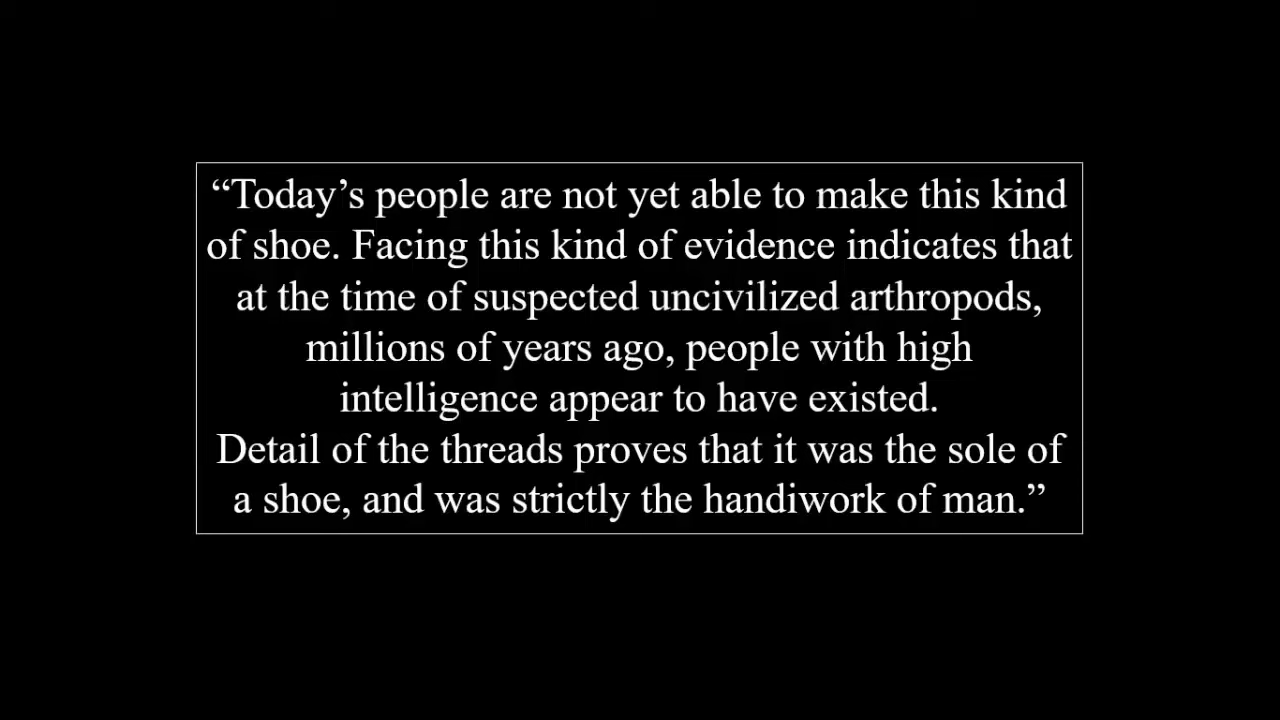 “Today’s people are not yet able to make this kind
of shoe. Facing this kind of evidence indicates that
at the time of suspected uncivilized arthropods,
millions of years ago, people with high
intelligence appear to have existed.
Detail of the threads proves that it was the sole of
a shoe, and was strictly the handiwork of man.”